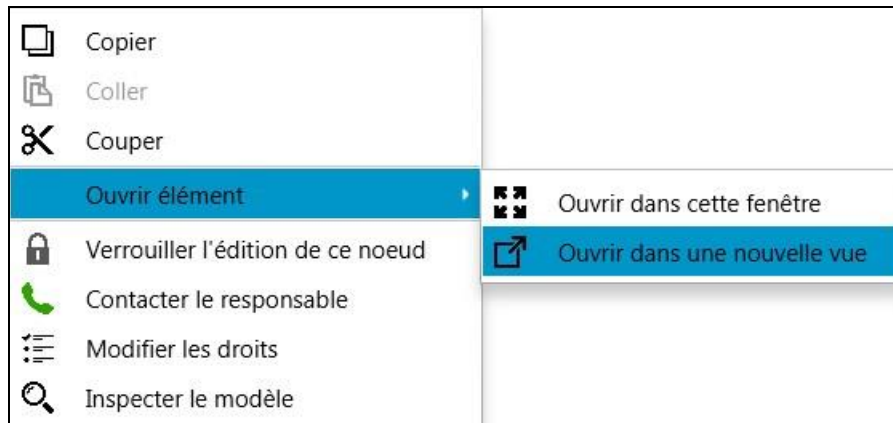 Copier
Coller
Couper
Ouvrir élément
Ouvrir dans cette fenêtre
Ouvrir dans une nouvelle vue
Verrouiller l'édition de ce noeud
Contacter le responsable
Modifier les droits
Inspecter le modèle